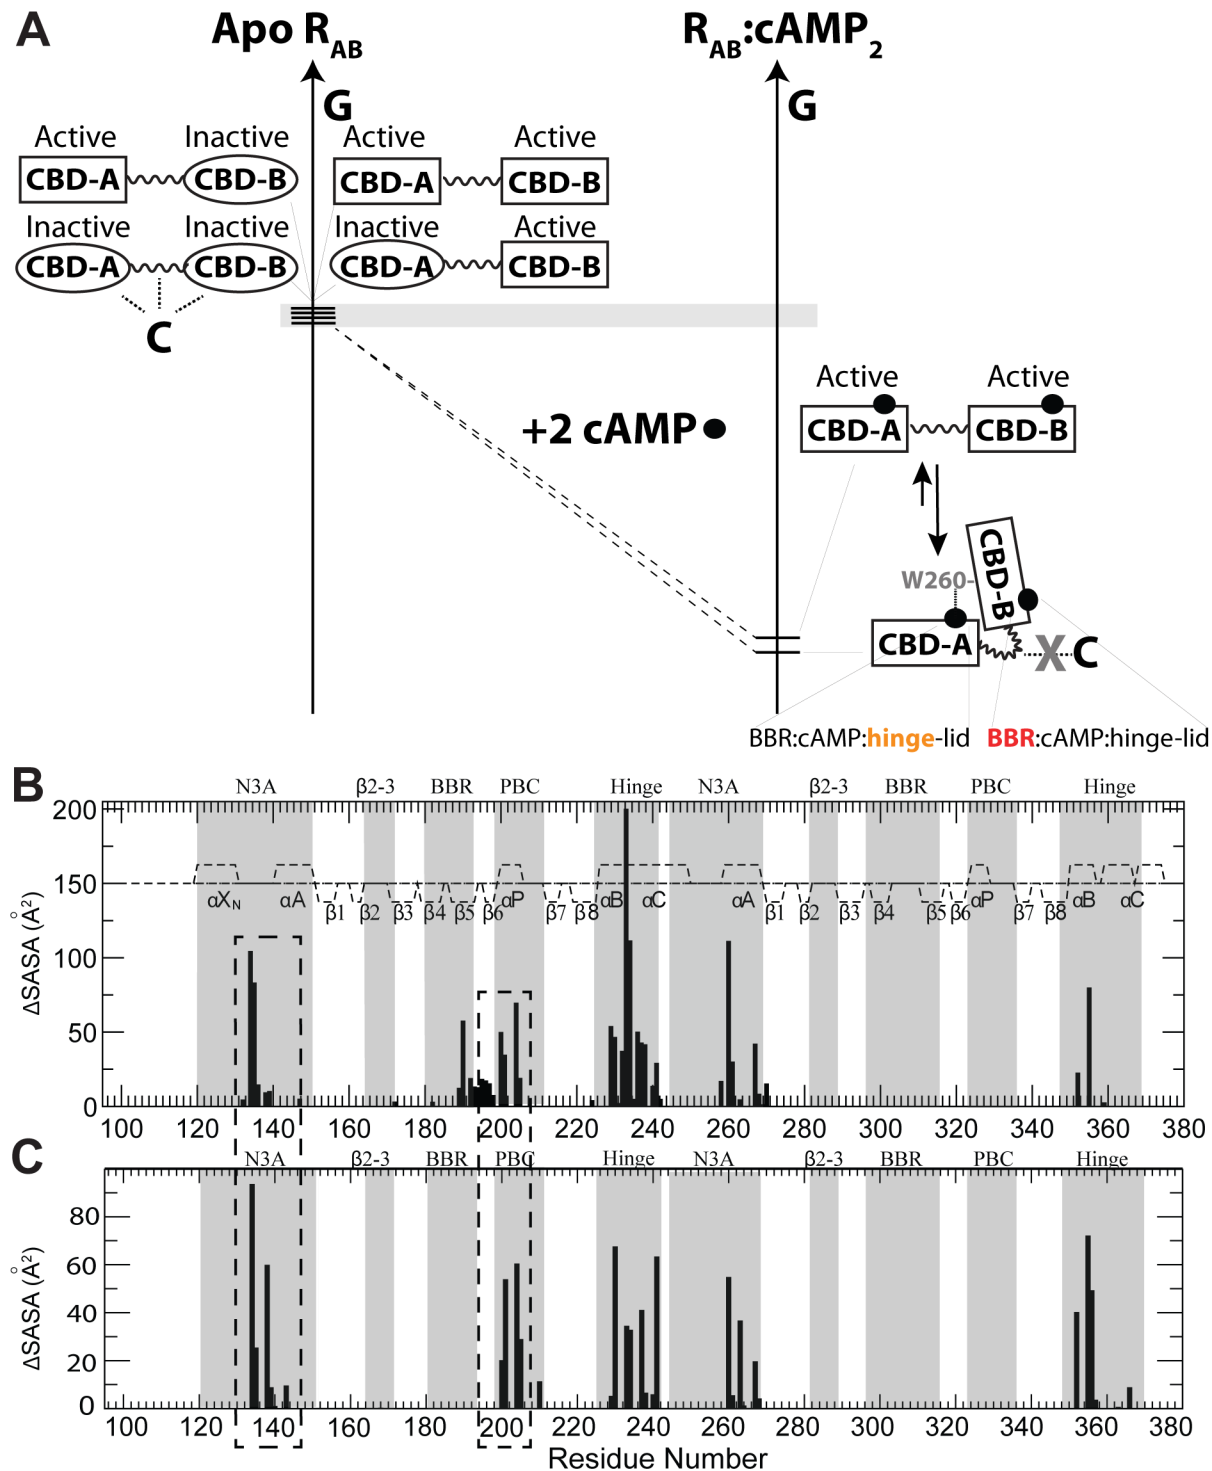 A
Apo R_AB
R_AB:cAMP_2
G
G
Active
Inactive
Active
Active
CBD-A
CBD-B
CBD-A
CBD-B
Inactive
Inactive
Inactive
Active
CBD-A
CBD-B
CBD-A
CBD-B
C
+2 cAMP
Active
Active
CBD-A
CBD-B
W260-
CBD-B
CBD-A
X
C
BBR:cAMP:hinge-lid
BBR:cAMP:hinge-lid
B
N3A β2-3 BBR PBC Hinge N3A β2-3 BBR PBC Hinge
200
150
100
50
0
ΔSASA (Å²)
αX_N αA β1 β2 β3 β4 β5 β6 αP β7 β8 αB αC αA β1 β2 β3 β4 β5 β6 αP β7 β8 αB αC
100 120 140 160 180 200 220 240 260 280 300 320 340 360 380
C
N3A β2-3 BBR PBC Hinge N3A β2-3 BBR PBC Hinge
80
60
40
20
0
ΔSASA (Å²)
100 120 140 160 180 200 220 240 260 280 300 320 340 360 380
Residue Number